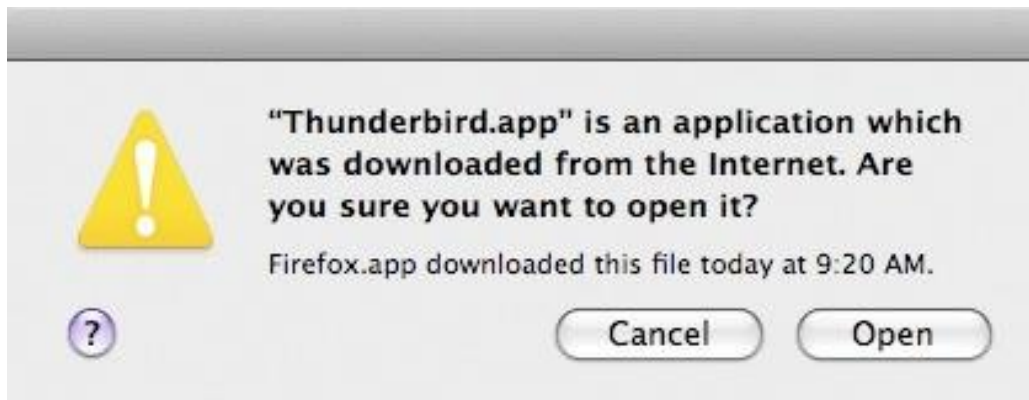 “Thunderbird.app” is an application which
was downloaded from the Internet. Are
you sure you want to open it?
Firefox.app downloaded this file today at 9:20 AM.
?
Cancel
Open